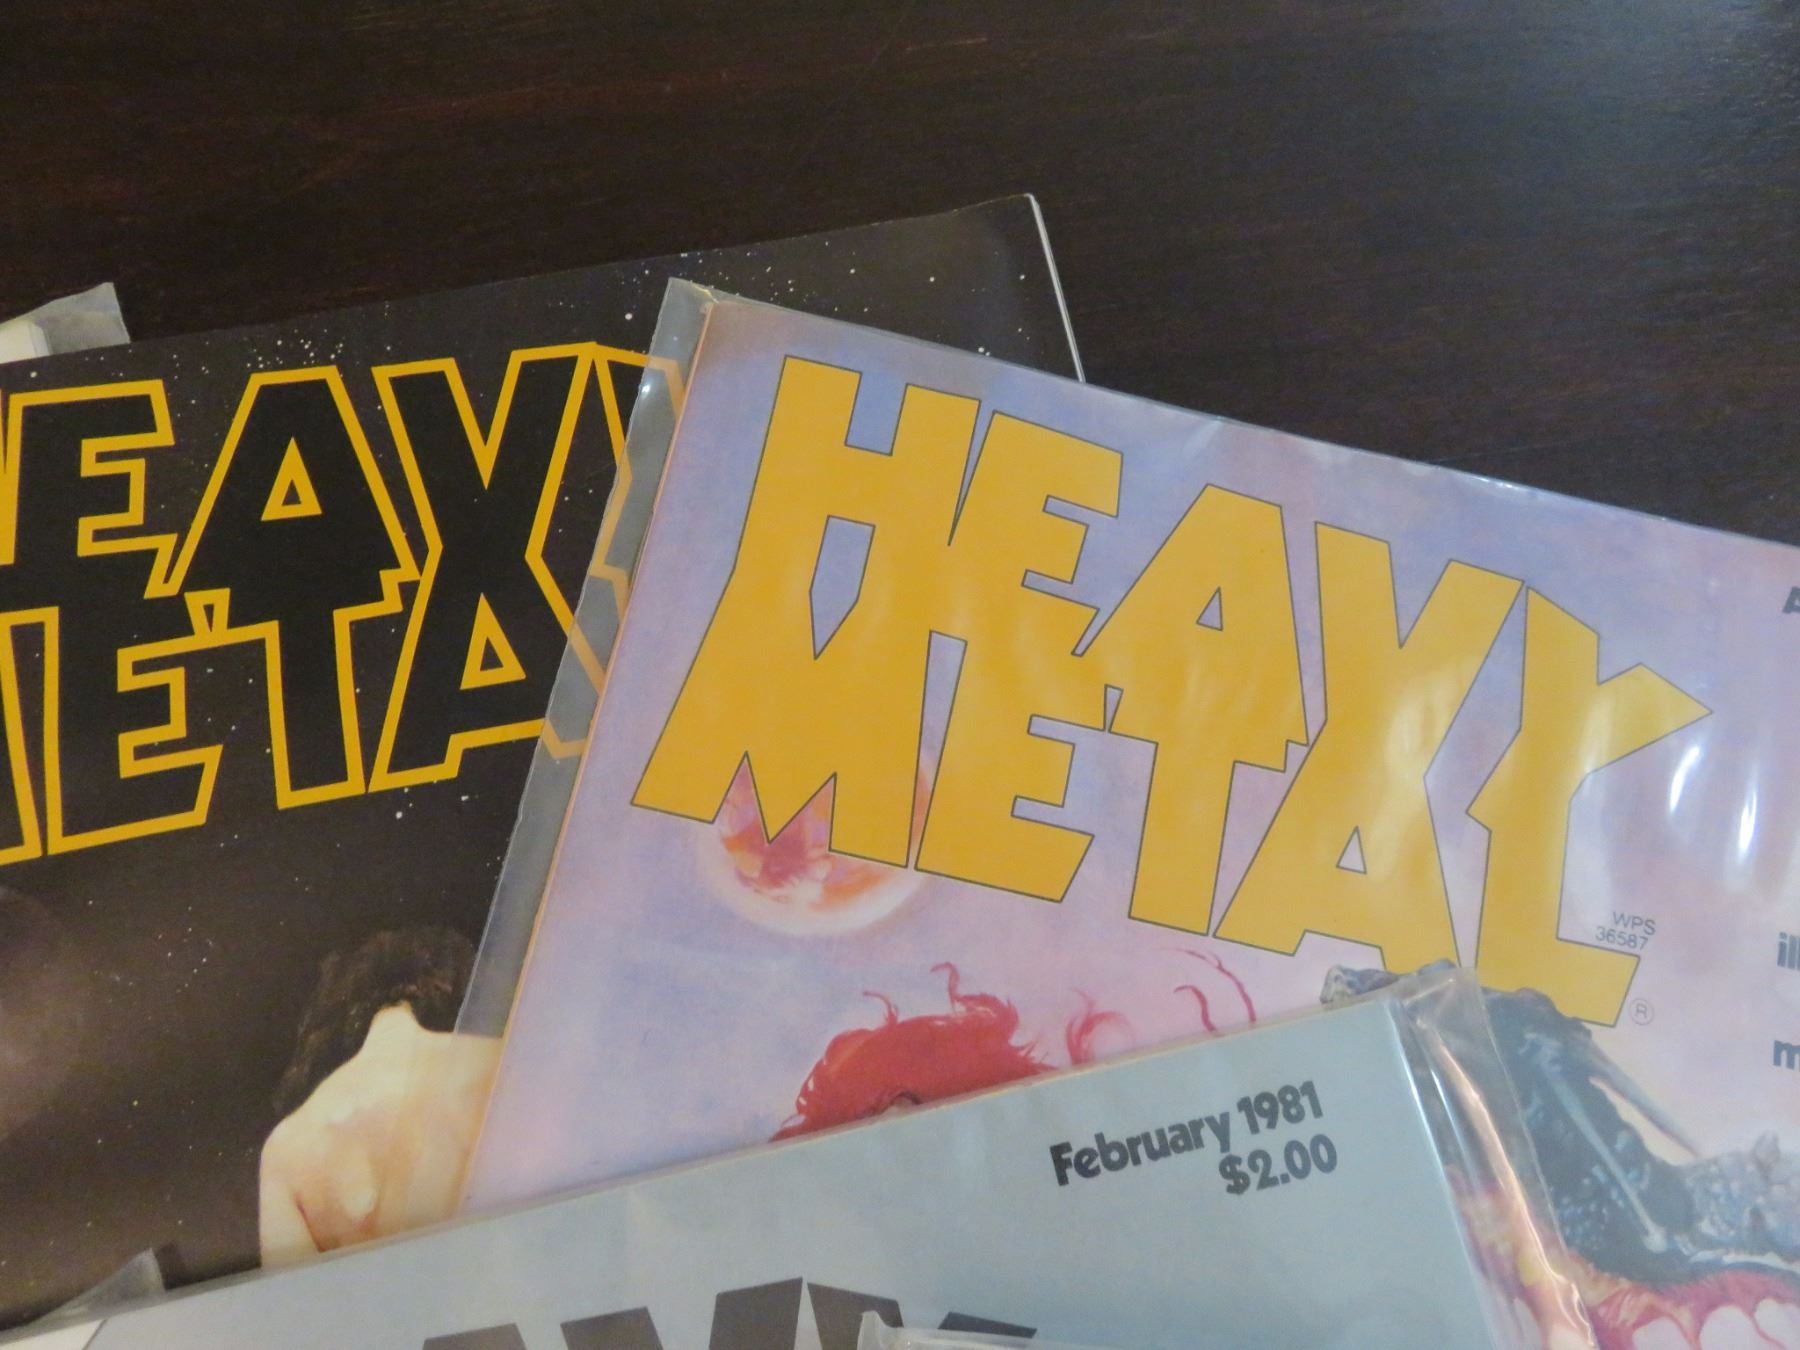 HEAVY
METAL
HEAVY
METAL
WPS
36587
®
February 1981
$2.00